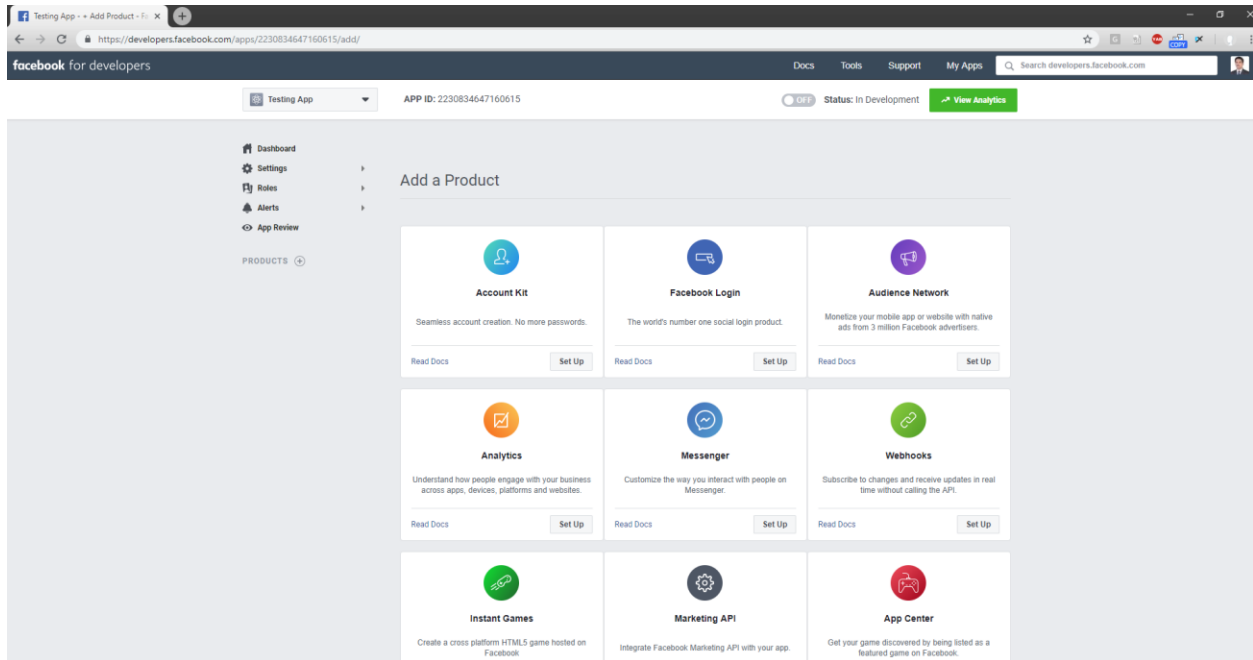 Testing App - + Add Product - Fa
https://developers.facebook.com/apps/2230834647160615/add/
COPY
facebook for developers
Docs Tools Support My Apps Search developers.facebook.com
Testing App APP ID: 2230834647160615 OFF Status: In Development View Analytics
Dashboard
Settings
Roles
Alerts
App Review
PRODUCTS
Add a Product
Account Kit
Seamless account creation. No more passwords.
Read Docs Set Up
Facebook Login
The world's number one social login product.
Read Docs Set Up
Audience Network
Monetize your mobile app or website with native
ads from 3 million Facebook advertisers.
Read Docs Set Up
Analytics
Understand how people engage with your business
across apps, devices, platforms and websites.
Read Docs Set Up
Messenger
Customize the way you interact with people on
Messenger.
Read Docs Set Up
Webhooks
Subscribe to changes and receive updates in real
time without calling the API.
Read Docs Set Up
Instant Games
Create a cross platform HTML5 game hosted on
Facebook
Marketing API
Integrate Facebook Marketing API with your app.
App Center
Get your game discovered by being listed as a
featured game on Facebook.